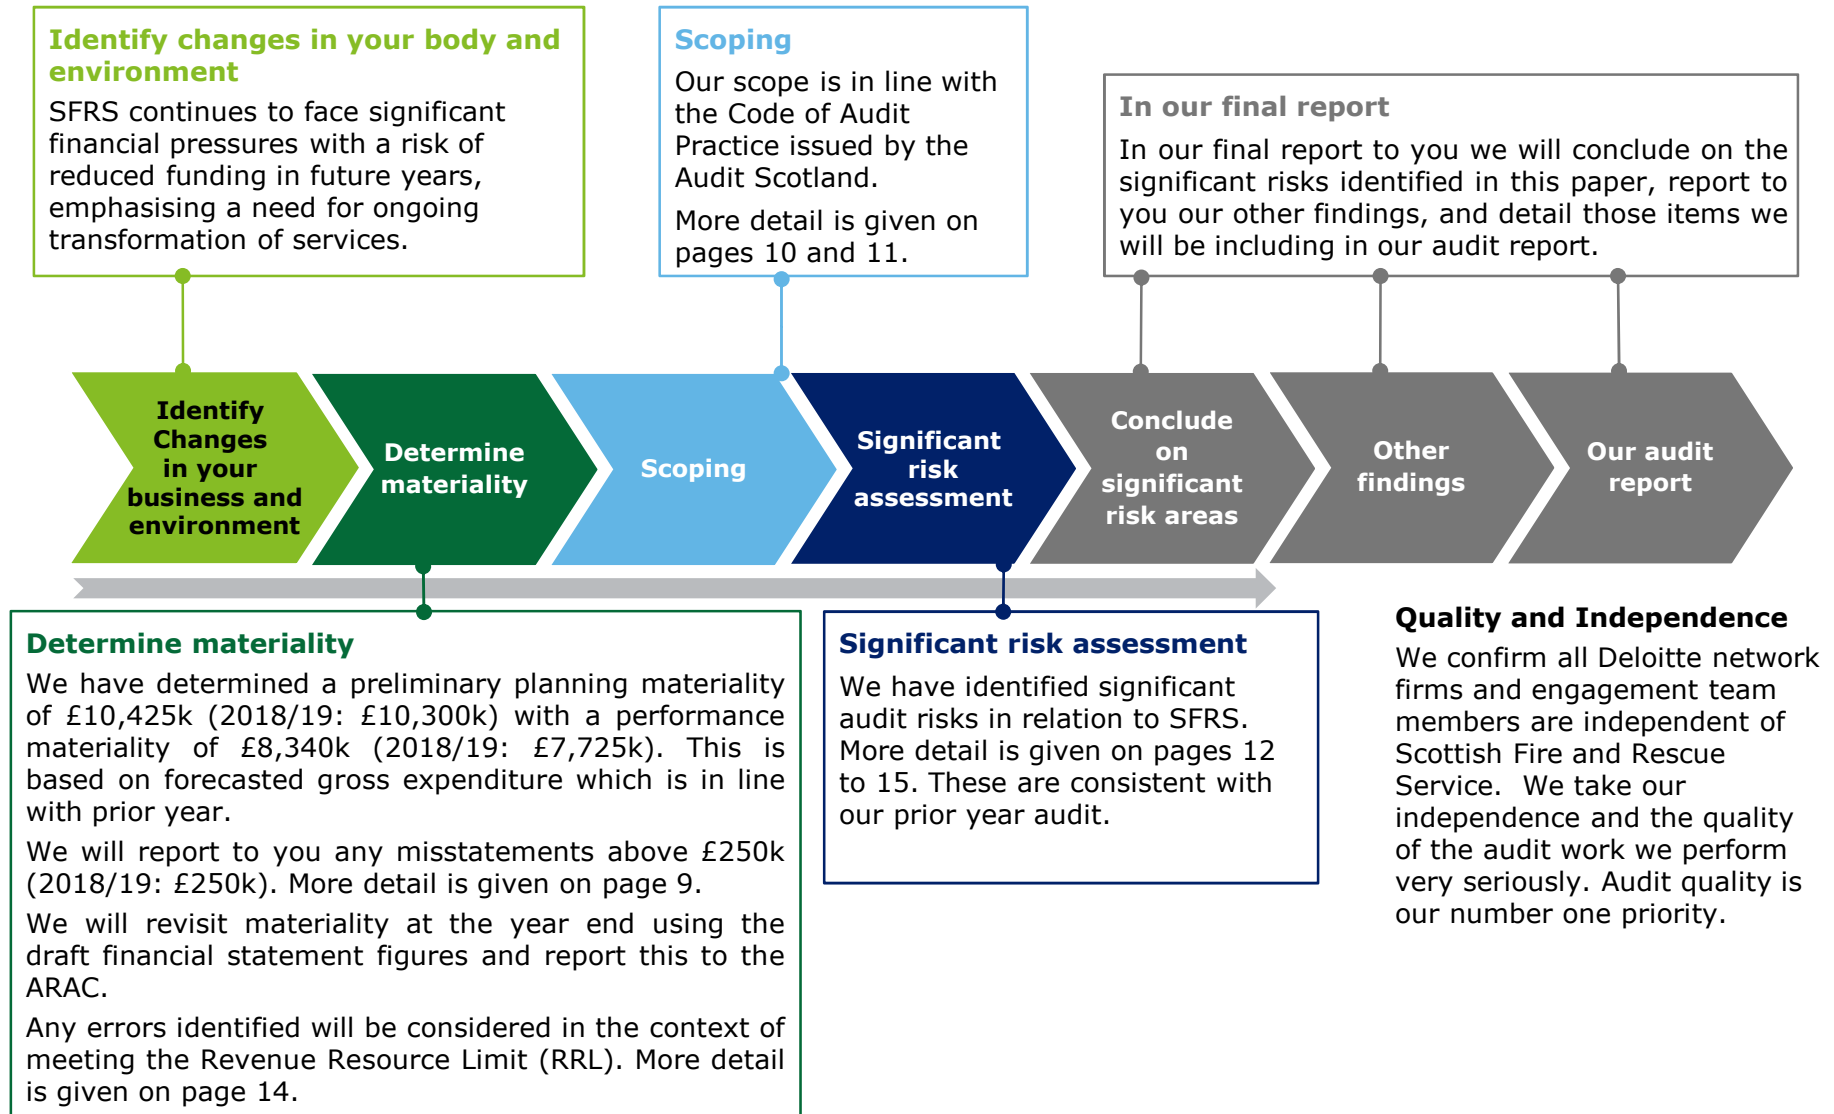 Identify changes in your body and
environment
SFRS continues to face significant
financial pressures with a risk of
reduced funding in future years,
emphasising a need for ongoing
transformation of services.
Scoping
Our scope is in line with
the Code of Audit
Practice issued by the
Audit Scotland.
More detail is given on
pages 10 and 11.
In our final report
In our final report to you we will conclude on the
significant risks identified in this paper, report to
you our other findings, and detail those items we
will be including in our audit report.
Identify
Changes
in your
business and
environment
Determine
materiality
Scoping
Significant
risk
assessment
Conclude
on
significant
risk areas
Other
findings
Our audit
report
Determine materiality
We have determined a preliminary planning materiality
of £10,425k (2018/19: £10,300k) with a performance
materiality of £8,340k (2018/19: £7,725k). This is
based on forecasted gross expenditure which is in line
with prior year.
We will report to you any misstatements above £250k
(2018/19: £250k). More detail is given on page 9.
We will revisit materiality at the year end using the
draft financial statement figures and report this to the
ARAC.
Any errors identified will be considered in the context of
meeting the Revenue Resource Limit (RRL). More detail
is given on page 14.
Significant risk assessment
We have identified significant
audit risks in relation to SFRS.
More detail is given on pages 12
to 15. These are consistent with
our prior year audit.
Quality and Independence
We confirm all Deloitte network
firms and engagement team
members are independent of
Scottish Fire and Rescue
Service.  We take our
independence and the quality
of the audit work we perform
very seriously. Audit quality is
our number one priority.